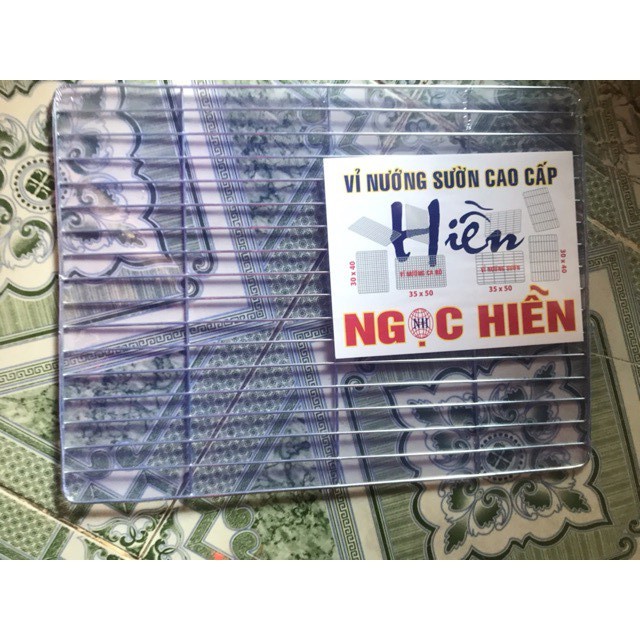 VỈ NƯỚNG SƯỜN CAO CẤP
Hiền
30 x 40
VỈ NƯỚNG CÁ BÒ
35 x 50
VỈ NƯỚNG SƯỜN
35 x 50
30 x 40
NGỌC HIỀN
NH